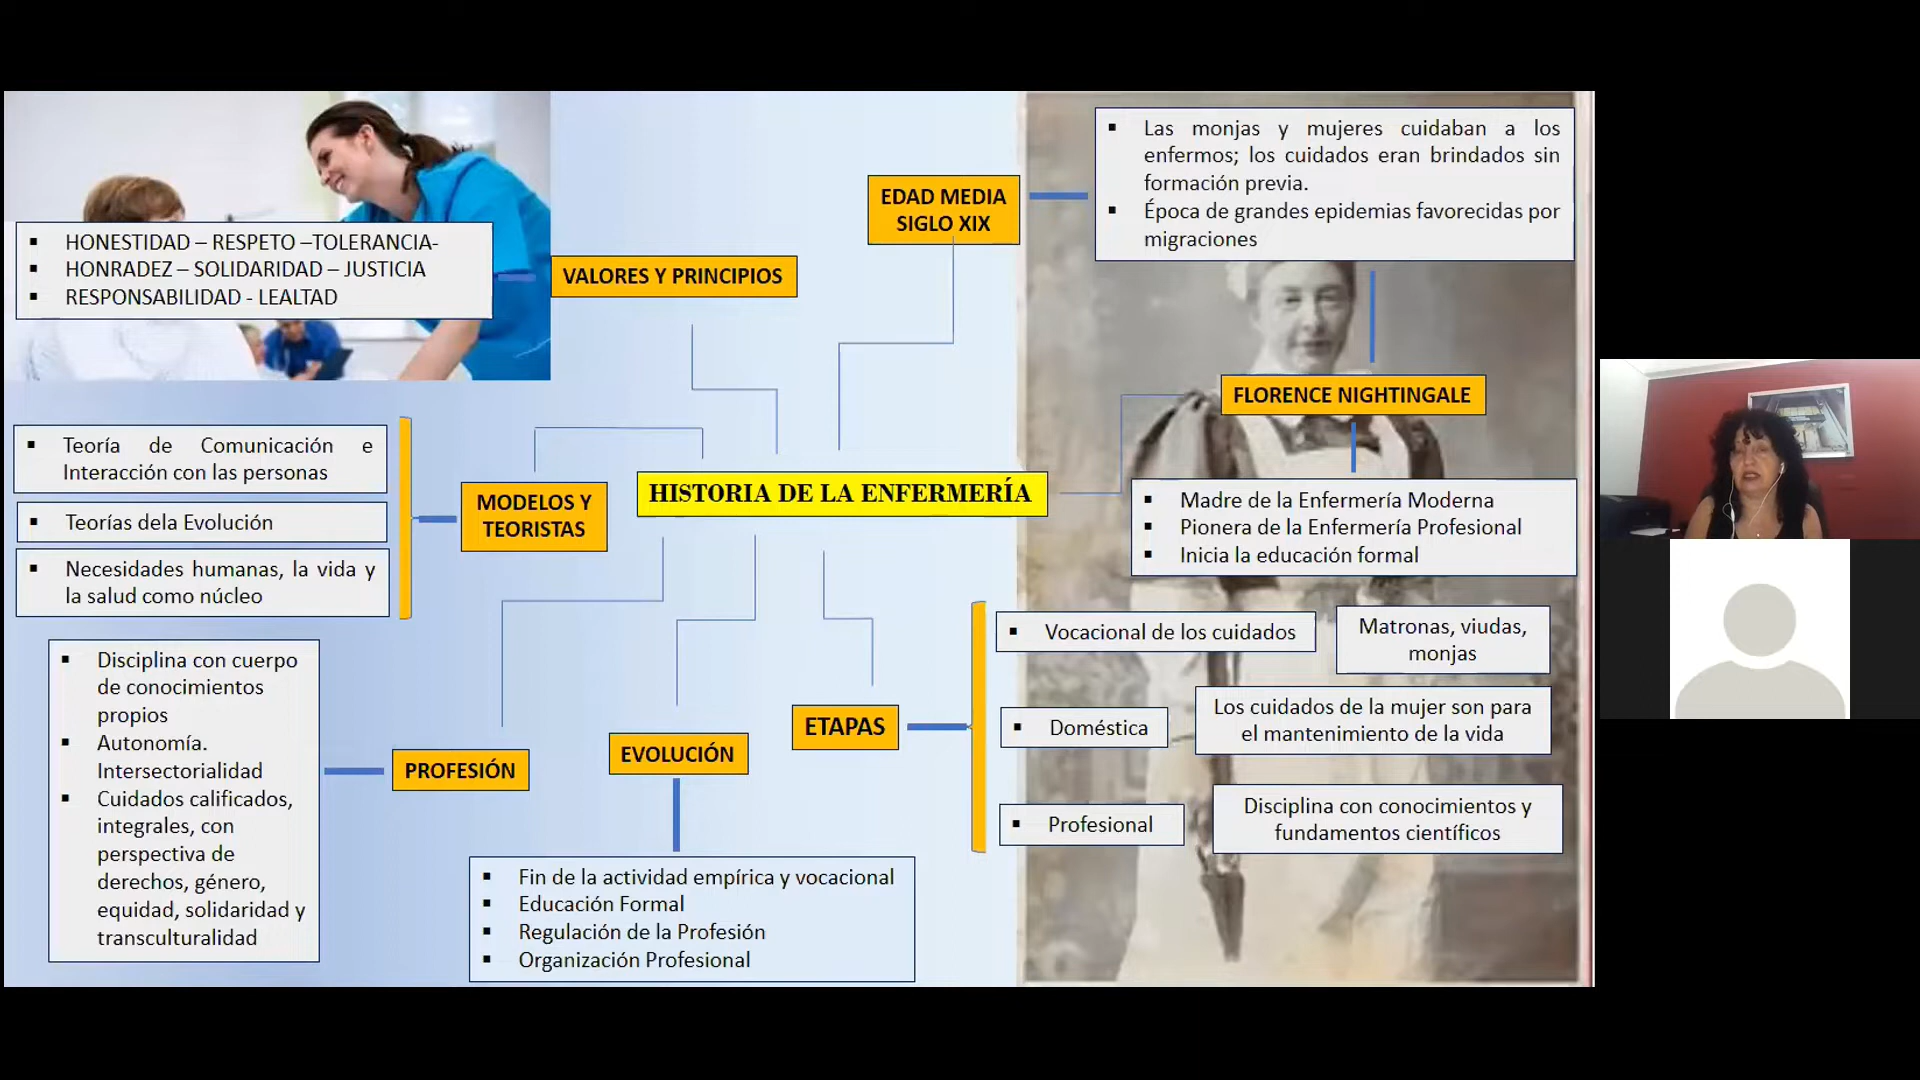 HISTORIA DE LA ENFERMERÍA
VALORES Y PRINCIPIOS
▪ HONESTIDAD – RESPETO –TOLERANCIA-
▪ HONRADEZ – SOLIDARIDAD – JUSTICIA
▪ RESPONSABILIDAD - LEALTAD
EDAD MEDIA
SIGLO XIX
▪ Las monjas y mujeres cuidaban a los
enfermos; los cuidados eran brindados sin
formación previa.
▪ Época de grandes epidemias favorecidas por
migraciones
FLORENCE NIGHTINGALE
▪ Madre de la Enfermería Moderna
▪ Pionera de la Enfermería Profesional
▪ Inicia la educación formal
MODELOS Y
TEORISTAS
▪ Teoría de Comunicación e
Interacción con las personas
▪ Teorías dela Evolución
▪ Necesidades humanas, la vida y
la salud como núcleo
PROFESIÓN
▪ Disciplina con cuerpo
de conocimientos
propios
▪ Autonomía.
Intersectorialidad
▪ Cuidados calificados,
integrales, con
perspectiva de
derechos, género,
equidad, solidaridad y
transculturalidad
EVOLUCIÓN
▪ Fin de la actividad empírica y vocacional
▪ Educación Formal
▪ Regulación de la Profesión
▪ Organización Profesional
ETAPAS
▪ Vocacional de los cuidados
Matronas, viudas,
monjas
▪ Doméstica
Los cuidados de la mujer son para
el mantenimiento de la vida
▪ Profesional
Disciplina con conocimientos y
fundamentos científicos